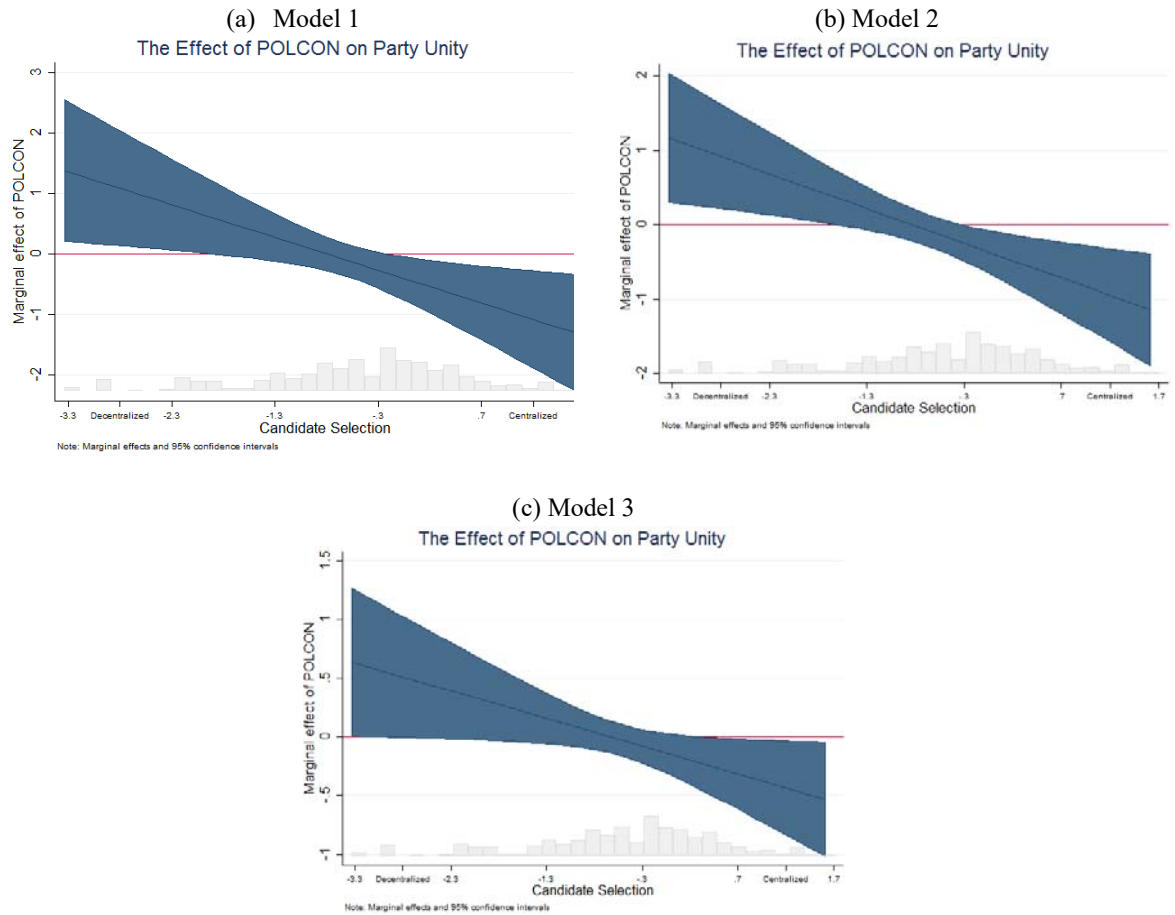 (a) Model 1
The Effect of POLCON on Party Unity
Marginal effect of POLCON
3
2
1
0
-1
-2
-3.3 Decentralized -2.3 -1.3 -.3 .7 Centralized
Candidate Selection
Note: Marginal effects and 95% confidence intervals
(b) Model 2
The Effect of POLCON on Party Unity
Marginal effect of POLCON
2
1
0
-1
-2
-3.3 Decentralized -2.3 -1.3 -.3 .7 Centralized 1.7
Candidate Selection
Note: Marginal effects and 95% confidence intervals
(c) Model 3
The Effect of POLCON on Party Unity
Marginal effect of POLCON
1.5
1
.5
0
-.5
-1
-3.3 Decentralized -2.3 -1.3 -.3 .7 Centralized 1.7
Candidate Selection
Note: Marginal effects and 95% confidence intervals